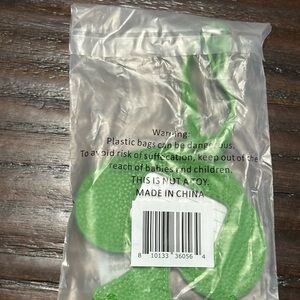 Warning:
Plastic bags can be dangerous.
To avoid risk of suffocation, keep out of the
reach of babies and children.
THIS IS NOT A TOY.
MADE IN CHINA
8 10133 36056 4